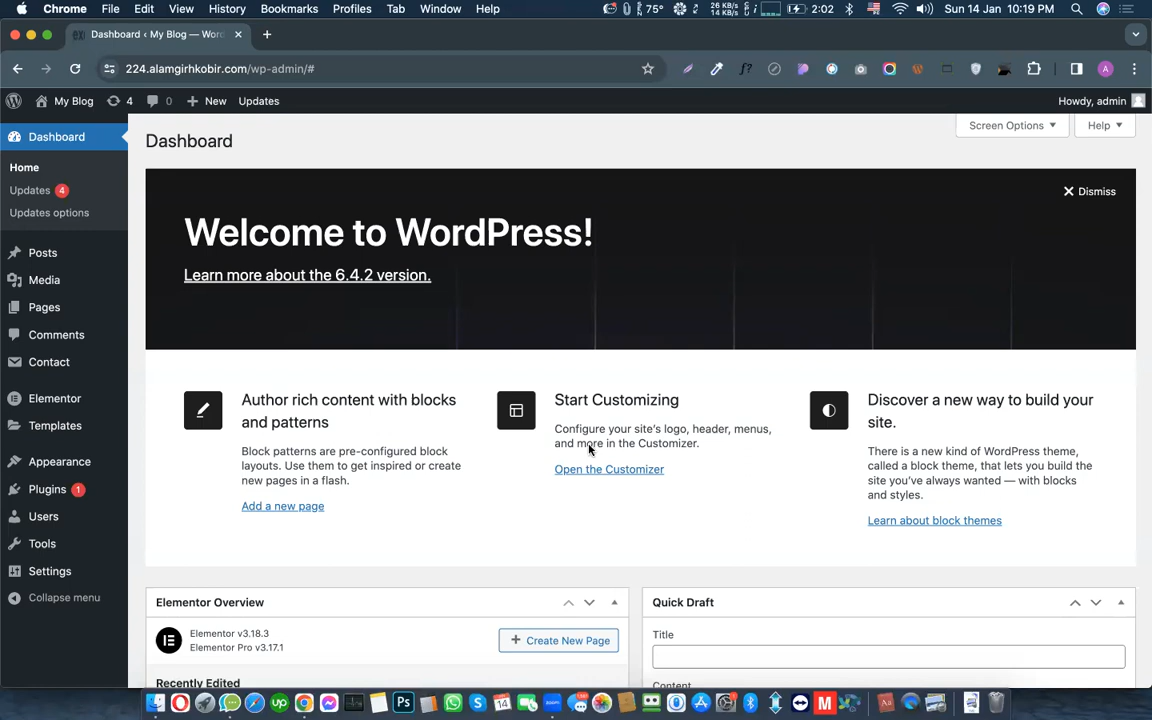 Chrome File Edit View History Bookmarks Profiles Tab Window Help 75° 26 KB/s 14 KB/s 2:02 Sun 14 Jan 10:19 PM
Dashboard ‹ My Blog — Wor
224.alamgirhkobir.com/wp-admin/#
My Blog 4 0 New Updates Howdy, admin
Dashboard
Home
Updates 4
Updates options
Posts
Media
Pages
Comments
Contact
Elementor
Templates
Appearance
Plugins 1
Users
Tools
Settings
Collapse menu
Screen Options Help
Dashboard
Dismiss
Welcome to WordPress!
Learn more about the 6.4.2 version.
Author rich content with blocks
and patterns
Block patterns are pre-configured block
layouts. Use them to get inspired or create
new pages in a flash.
Add a new page
Start Customizing
Configure your site's logo, header, menus,
and more in the Customizer.
Open the Customizer
Discover a new way to build your
site.
There is a new kind of WordPress theme,
called a block theme, that lets you build the
site you've always wanted — with blocks
and styles.
Learn about block themes
Elementor Overview
Elementor v3.18.3
Elementor Pro v3.17.1
Create New Page
Recently Edited
Quick Draft
Title
Content